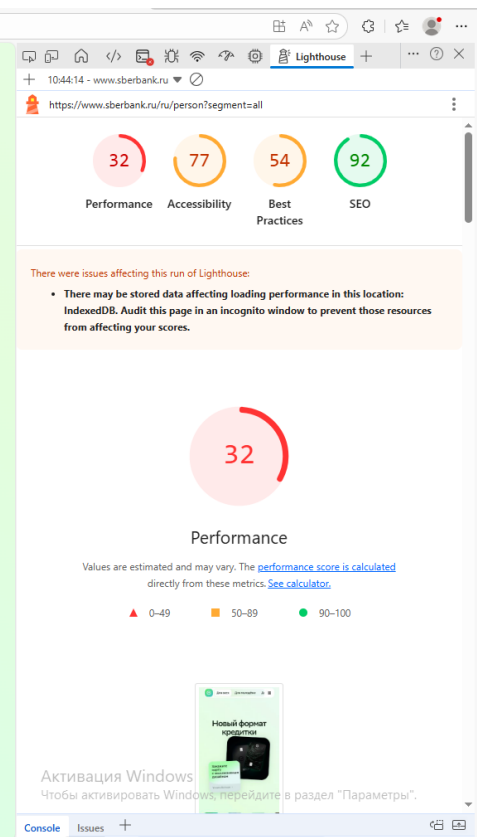 Lighthouse
10:44:14 - www.sberbank.ru
https://www.sberbank.ru/ru/person?segment=all
32 77 54 92
Performance Accessibility Best Practices SEO
There were issues affecting this run of Lighthouse:
• There may be stored data affecting loading performance in this location:
IndexedDB. Audit this page in an incognito window to prevent those resources
from affecting your scores.
32
Performance
Values are estimated and may vary. The performance score is calculated
directly from these metrics. See calculator.
0–49 50–89 90–100
Новый формат
кредитки
Активация Windows
Чтобы активировать Windows, перейдите в раздел "Параметры".
Console Issues